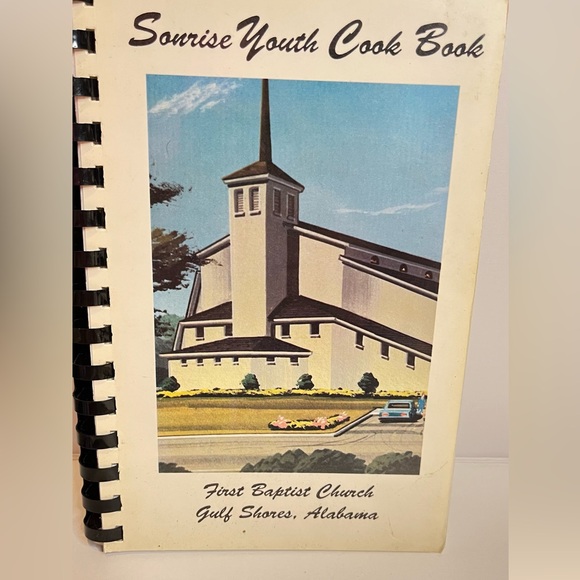 Sonrise Youth Cook Book
First Baptist Church
Gulf Shores, Alabama